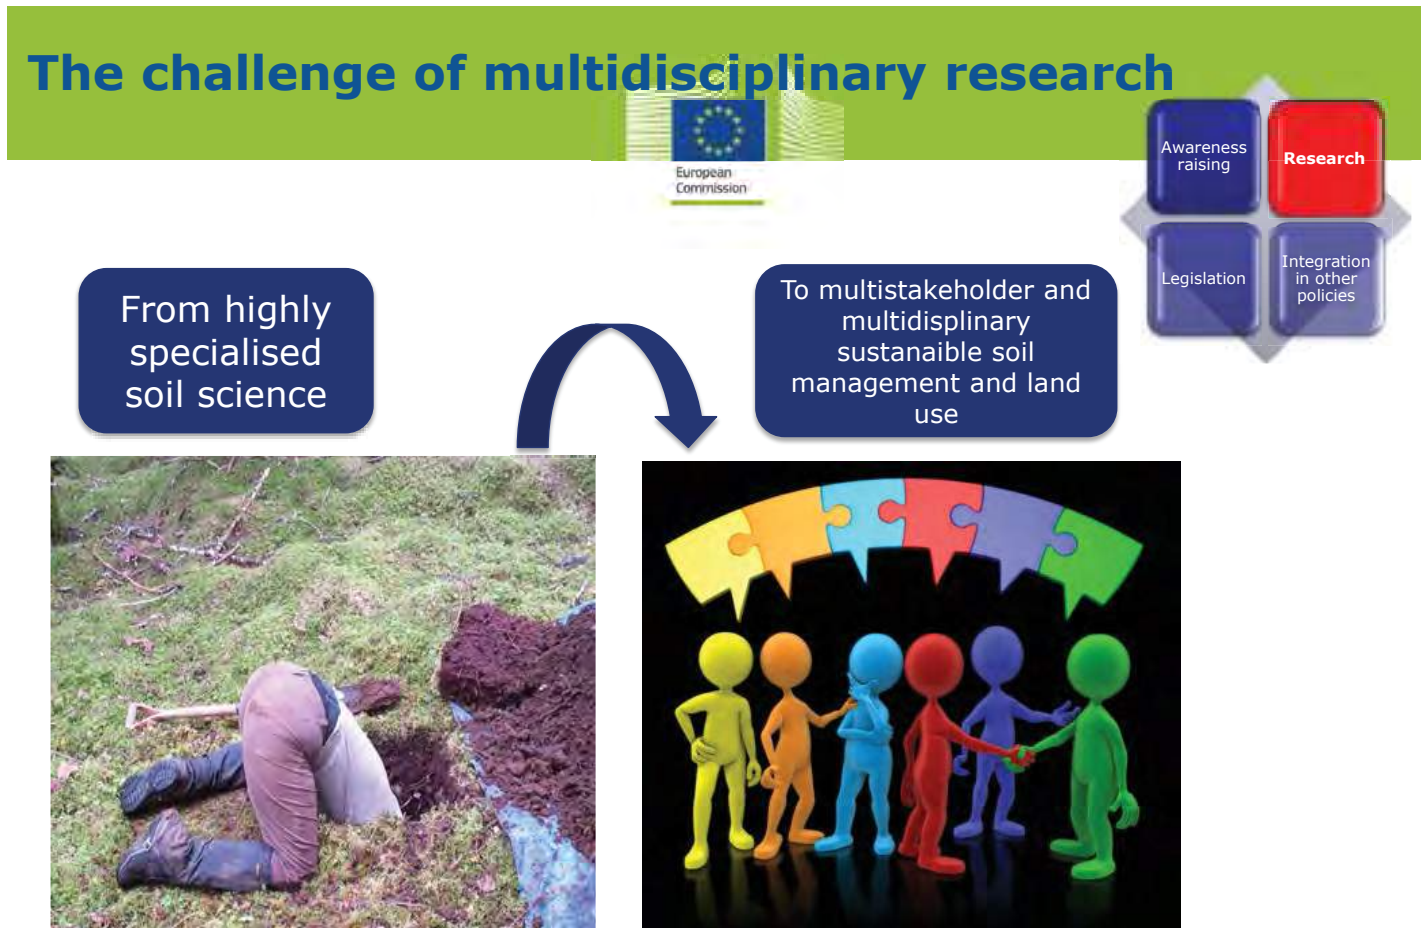 The challenge of multidisciplinary research
European
Commission
Awareness
raising
Research
Legislation
Integration
in other
policies
From highly
specialised
soil science
To multistakeholder and
multidisplinary
sustanaible soil
management and land
use